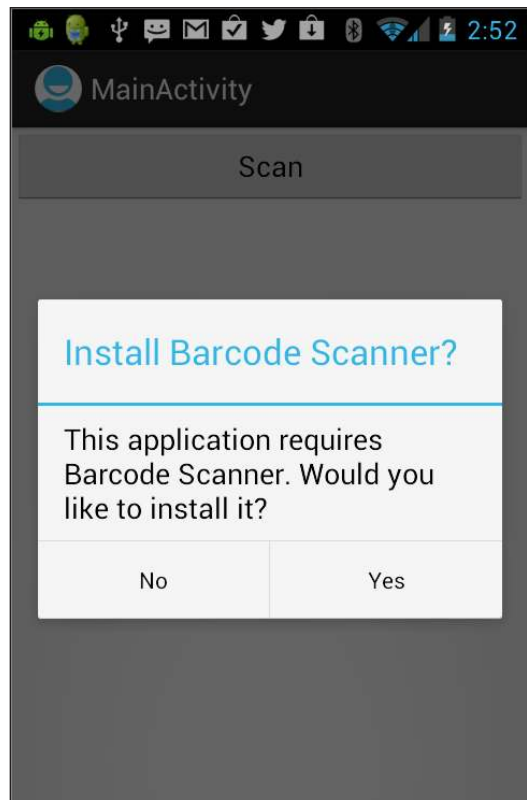 2:52
MainActivity
Scan
Install Barcode Scanner?
This application requires
Barcode Scanner. Would you
like to install it?
No
Yes